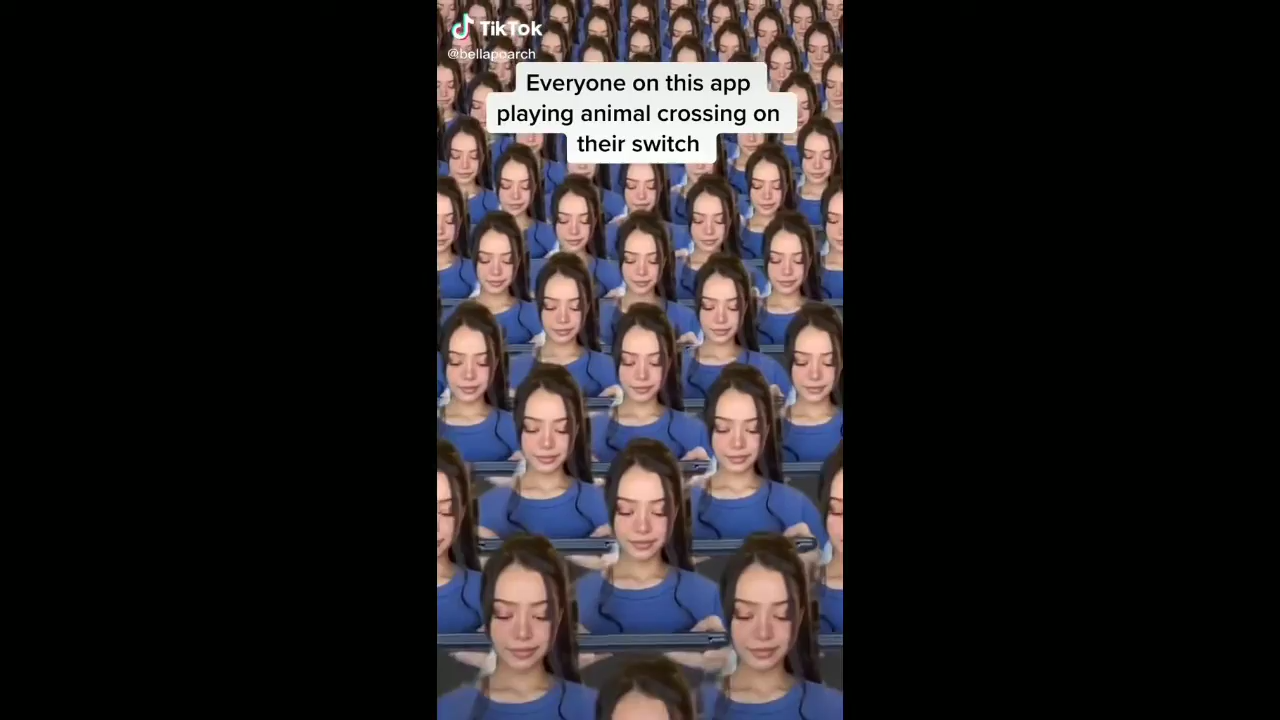 TikTok
@bellapoarch
Everyone on this app
playing animal crossing on
their switch